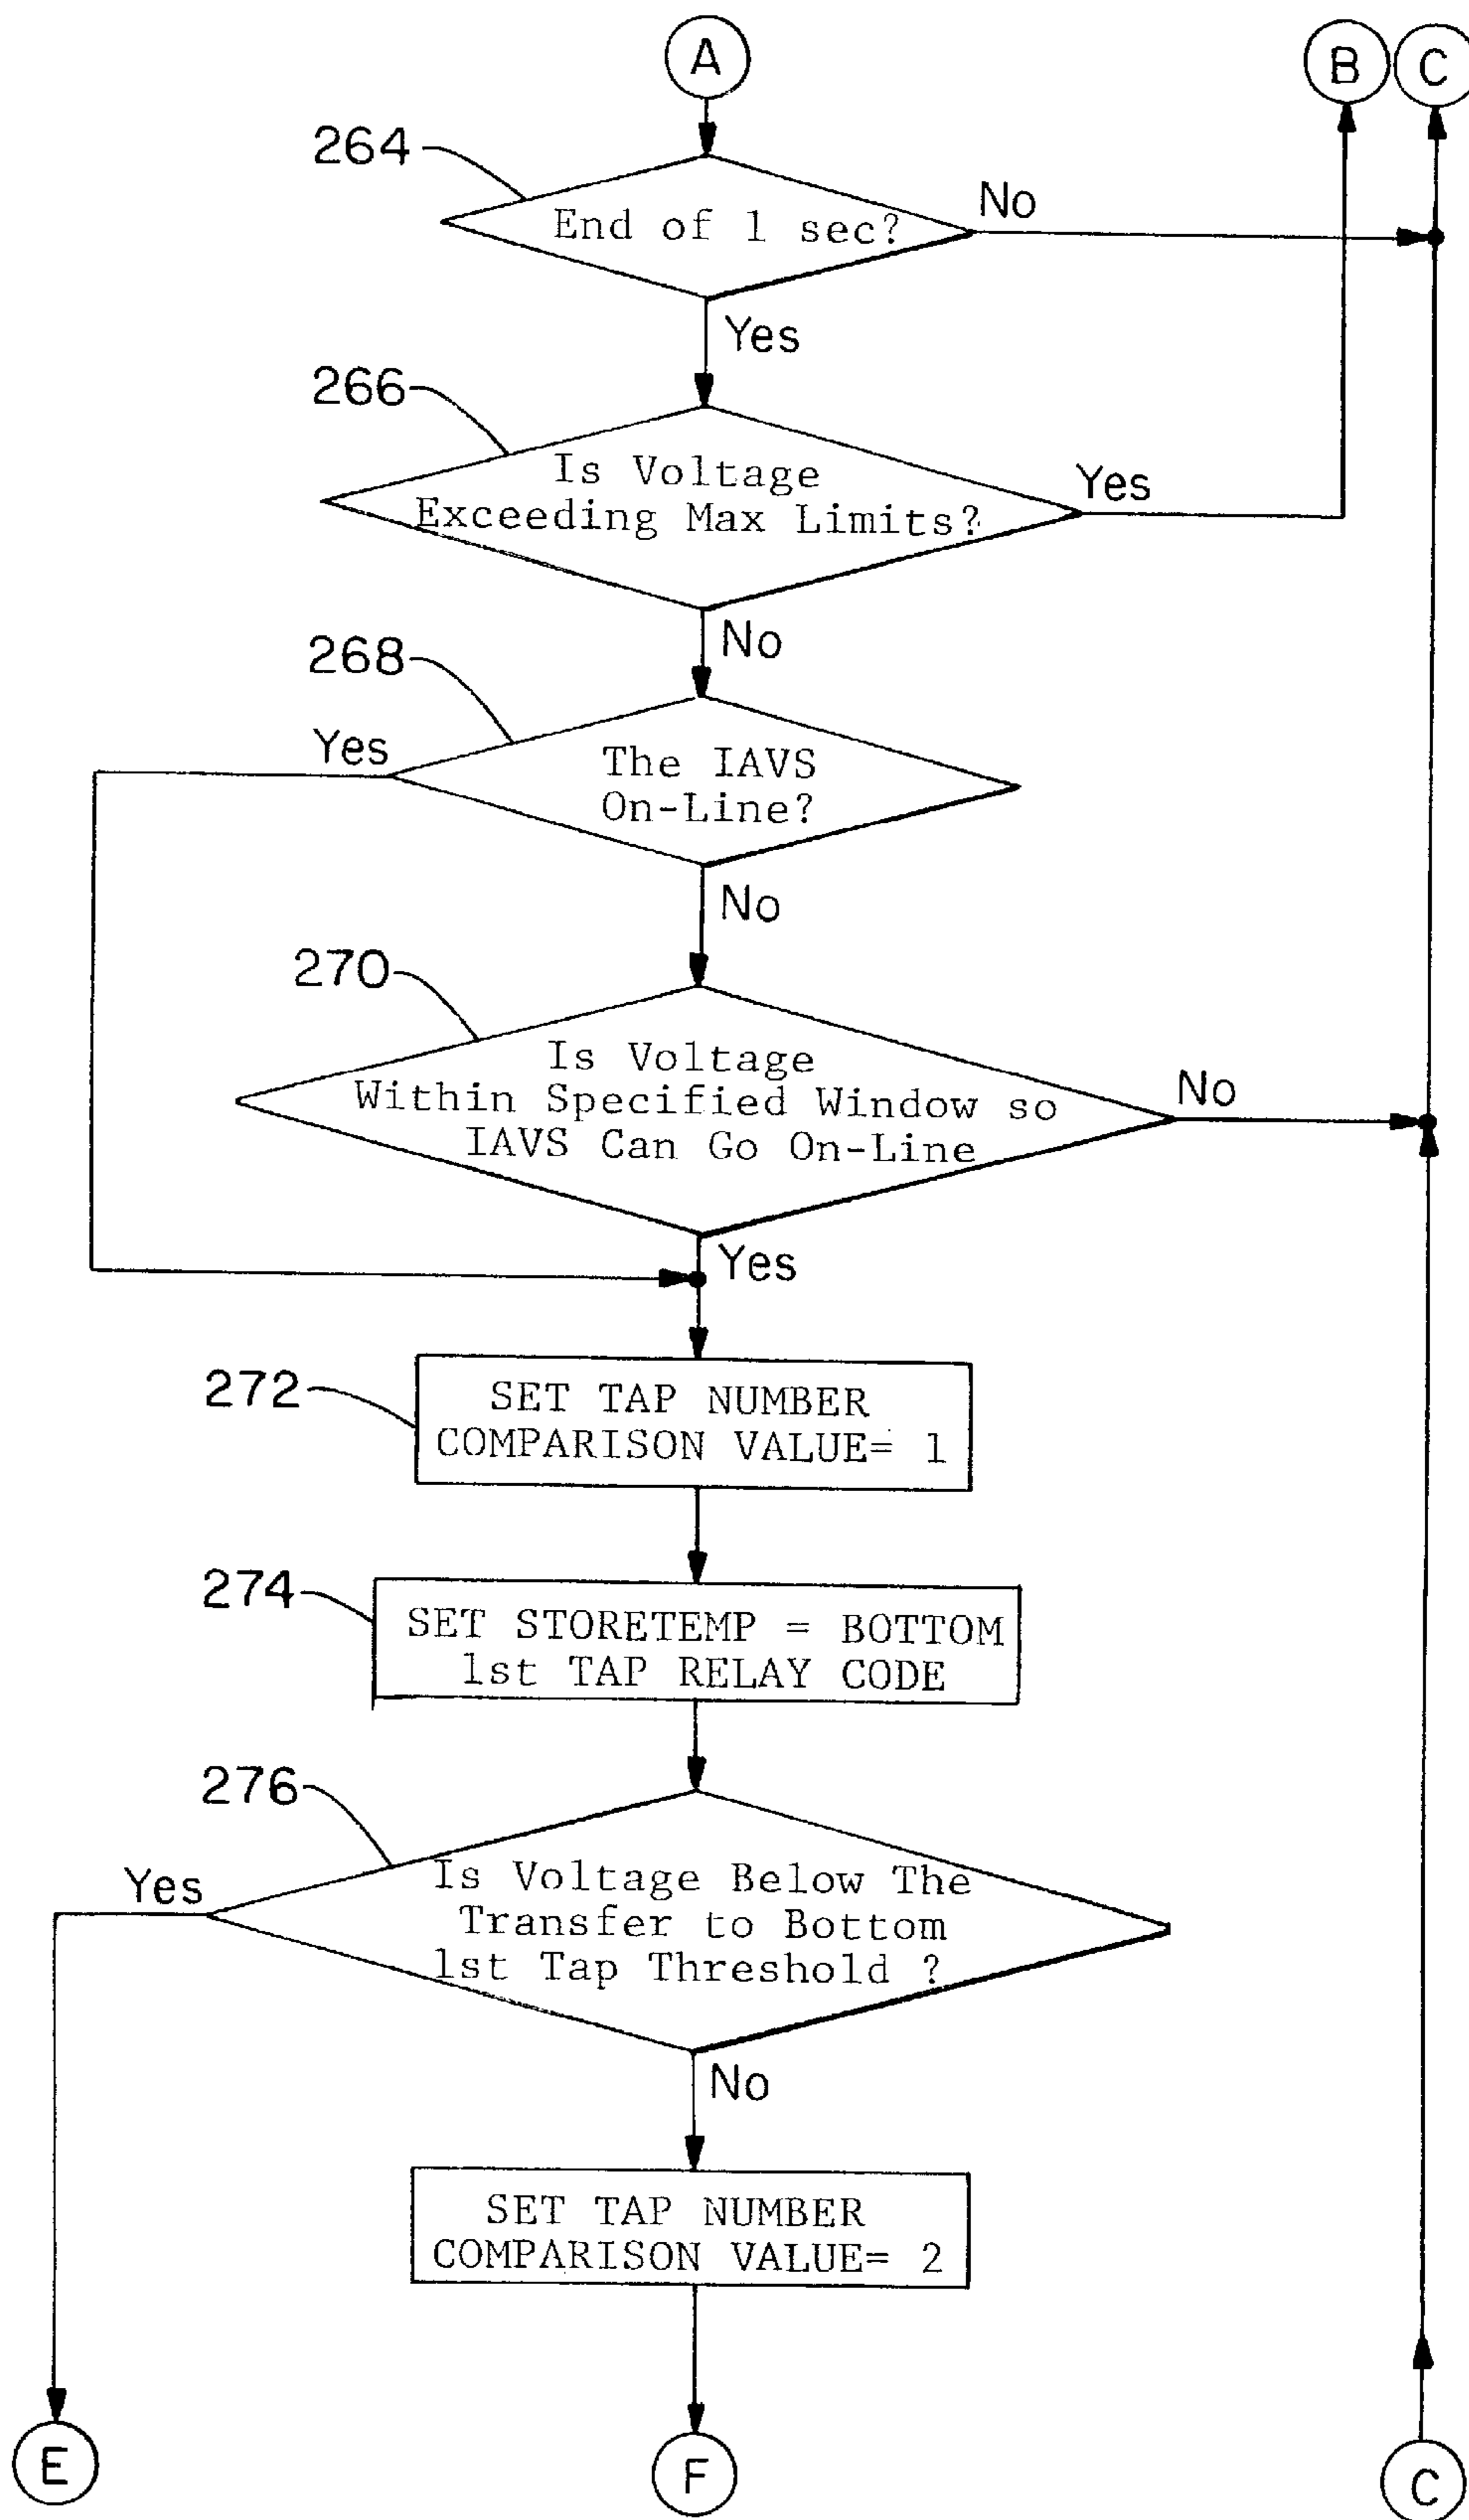 A
B
C
264
End of 1 sec?
No
Yes
266
Is Voltage
Exceeding Max Limits?
Yes
No
268
Yes
The IAVS
On-Line?
No
270
Is Voltage
Within Specified Window so
IAVS Can Go On-Line
No
Yes
272
SET TAP NUMBER
COMPARISON VALUE= 1
274
SET STORETEMP = BOTTOM
1st TAP RELAY CODE
276
Yes
Is Voltage Below The
Transfer to Bottom
1st Tap Threshold ?
No
SET TAP NUMBER
COMPARISON VALUE= 2
E
F
C